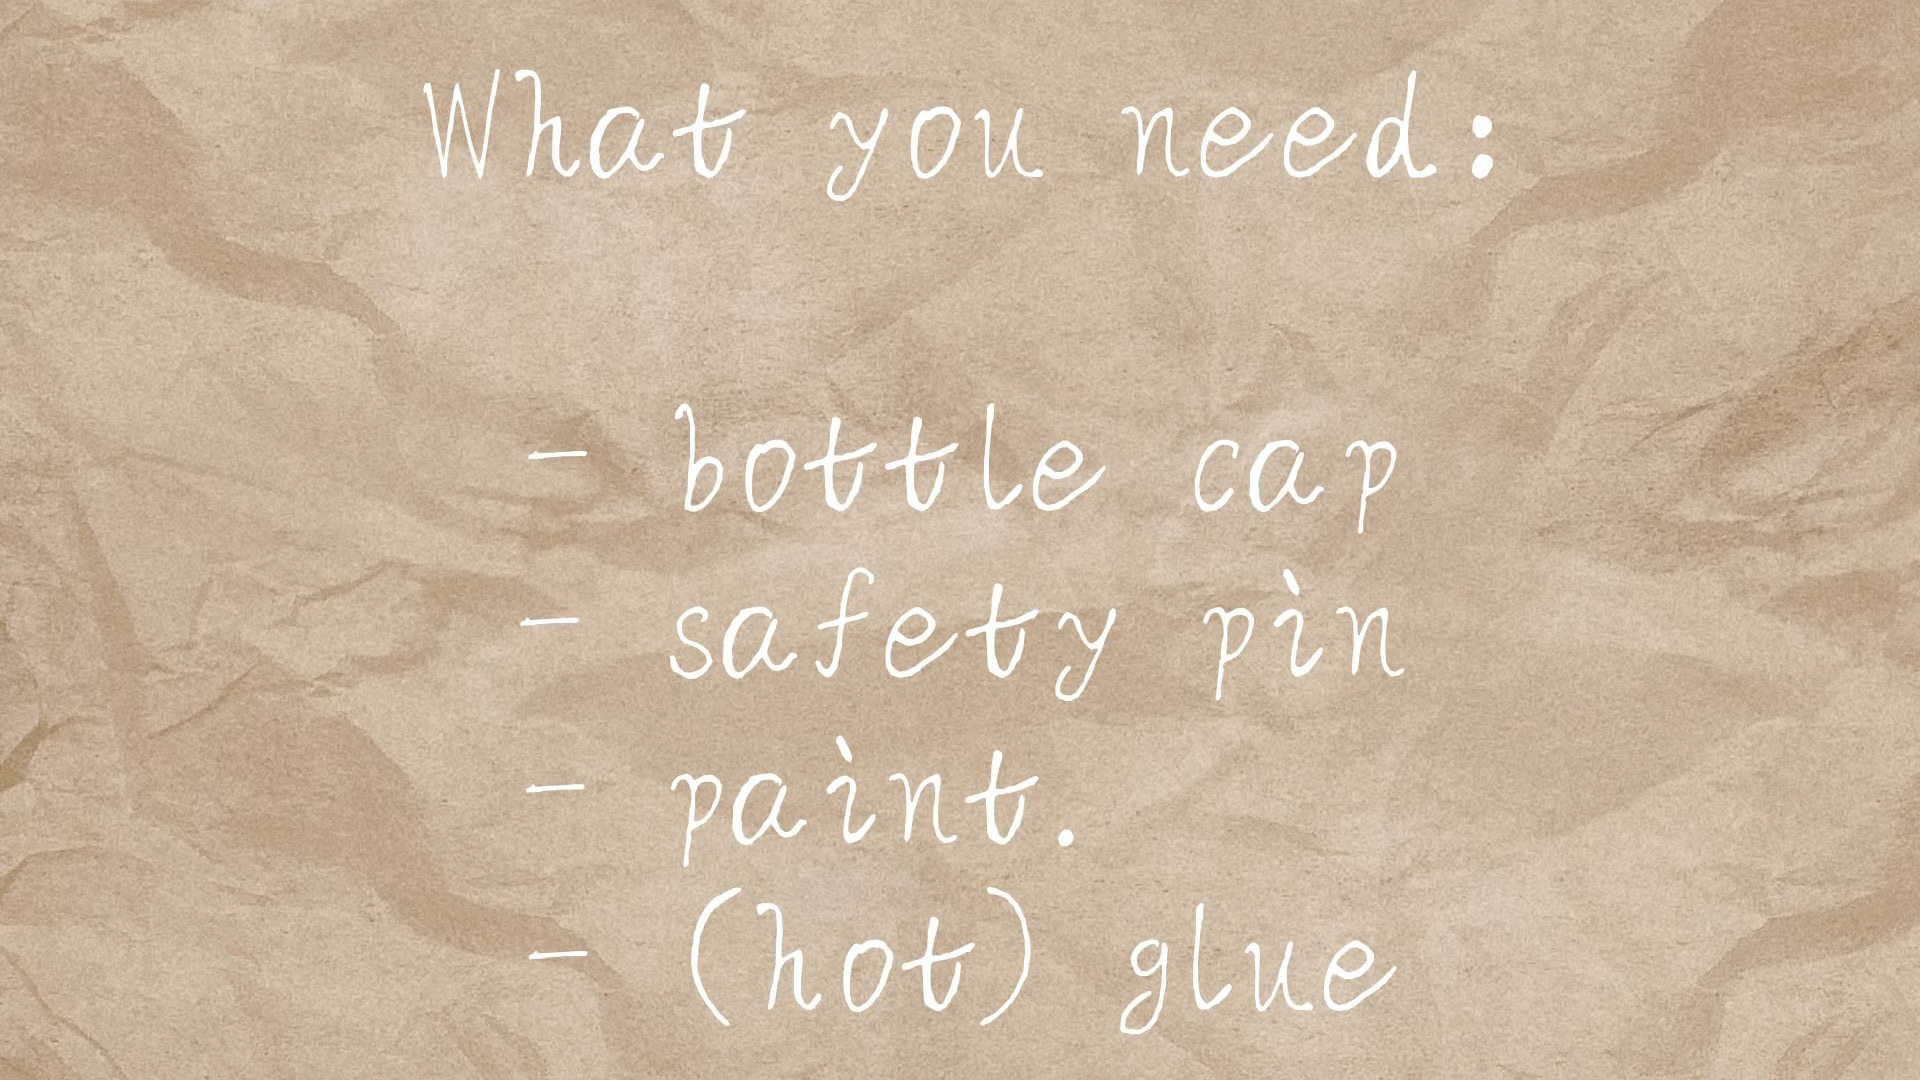 What you need:
- bottle cap
- safety pin
- paint.
- (hot) glue